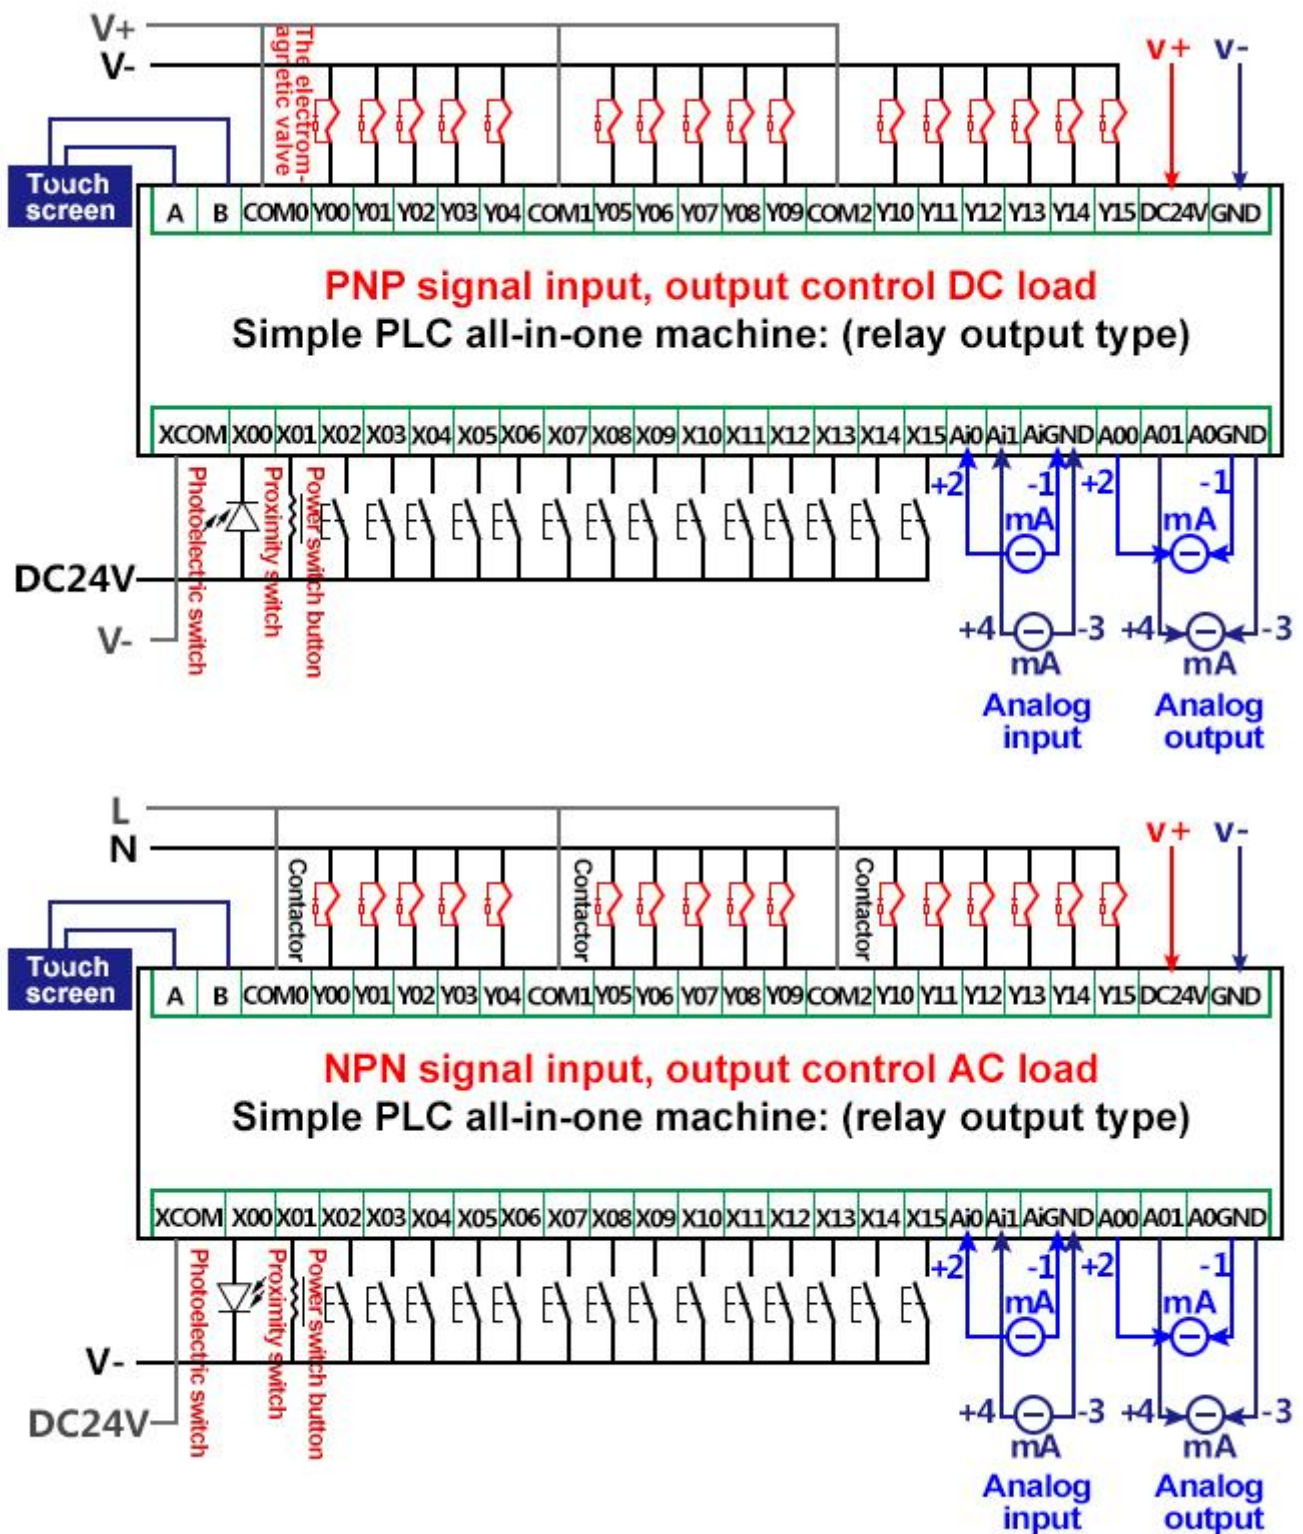 V+
V-
The electrom-
agnetic valve
v+ v-
Touch
screen
A B COM0 Y00 Y01 Y02 Y03 Y04 COM1 Y05 Y06 Y07 Y08 Y09 COM2 Y10 Y11 Y12 Y13 Y14 Y15 DC24V GND
PNP signal input, output control DC load
Simple PLC all-in-one machine: (relay output type)
XCOM X00 X01 X02 X03 X04 X05 X06 X07 X08 X09 X10 X11 X12 X13 X14 X15 Ai0 Ai1 AiGND A00 A01 A0GND
Photoelectric switch
Proximity switch
Power switch button
+2 -1 +2 -1
mA mA
DC24V
V-
+4 -3 +4 -3
mA mA
Analog
input
Analog
output
L
N
v+ v-
Contactor
Contactor
Contactor
Touch
screen
A B COM0 Y00 Y01 Y02 Y03 Y04 COM1 Y05 Y06 Y07 Y08 Y09 COM2 Y10 Y11 Y12 Y13 Y14 Y15 DC24V GND
NPN signal input, output control AC load
Simple PLC all-in-one machine: (relay output type)
XCOM X00 X01 X02 X03 X04 X05 X06 X07 X08 X09 X10 X11 X12 X13 X14 X15 Ai0 Ai1 AiGND A00 A01 A0GND
Photoelectric switch
Proximity switch
Power switch button
+2 -1 +2 -1
mA mA
V-
DC24V
+4 -3 +4 -3
mA mA
Analog
input
Analog
output